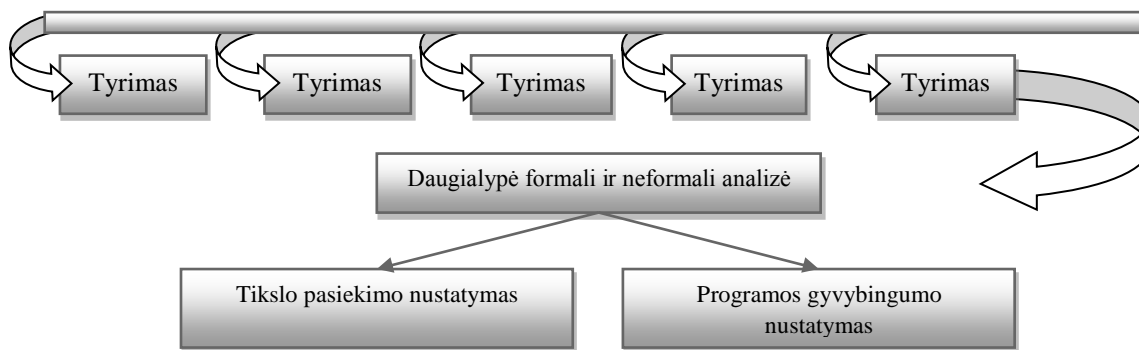 Tyrimas Tyrimas Tyrimas Tyrimas Tyrimas
Daugialypė formali ir neformali analizė
Tikslo pasiekimo nustatymas
Programos gyvybingumo
nustatymas